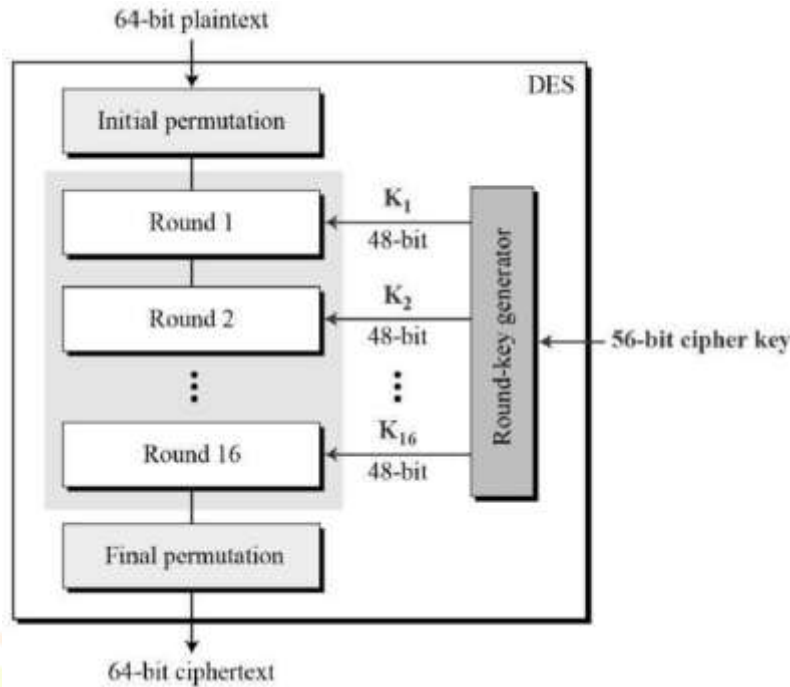 64-bit plaintext
DES
Initial permutation
K₁
Round 1
48-bit
K₂
Round 2
48-bit
Round-key generator
56-bit cipher key
K₁₆
Round 16
48-bit
Final permutation
64-bit ciphertext